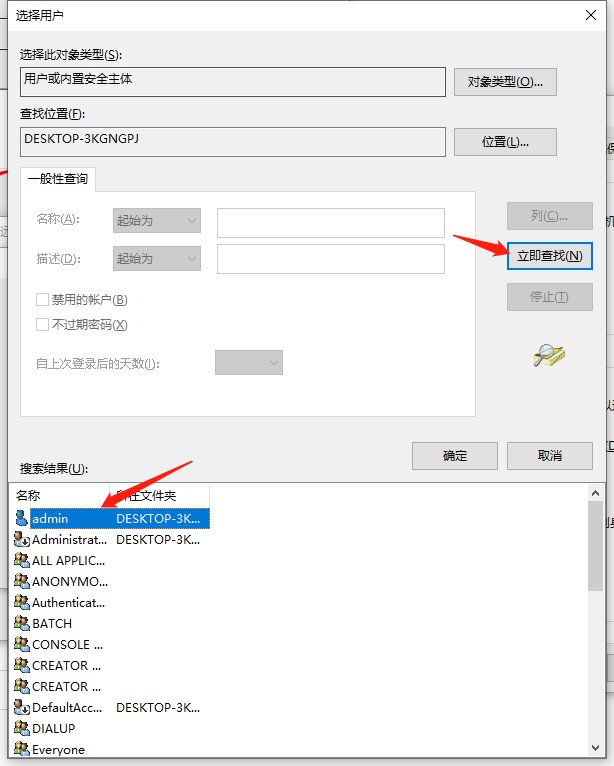 选择用户
选择此对象类型(S):
用户或内置安全主体
对象类型(O)...
查找位置(F):
DESKTOP-3KGNGPJ
位置(L)...
一般性查询
名称(A):
起始为
列(C)...
描述(D):
起始为
立即查找(N)
禁用的帐户(B)
不过期密码(X)
停止(T)
自上次登录后的天数(I):
确定
取消
搜索结果(U):
名称 所在文件夹
admin DESKTOP-3K...
Administrat... DESKTOP-3K...
ALL APPLIC...
ANONYMO...
Authenticat...
BATCH
CONSOLE ...
CREATOR ...
CREATOR ...
DefaultAcc... DESKTOP-3K...
DIALUP
Everyone